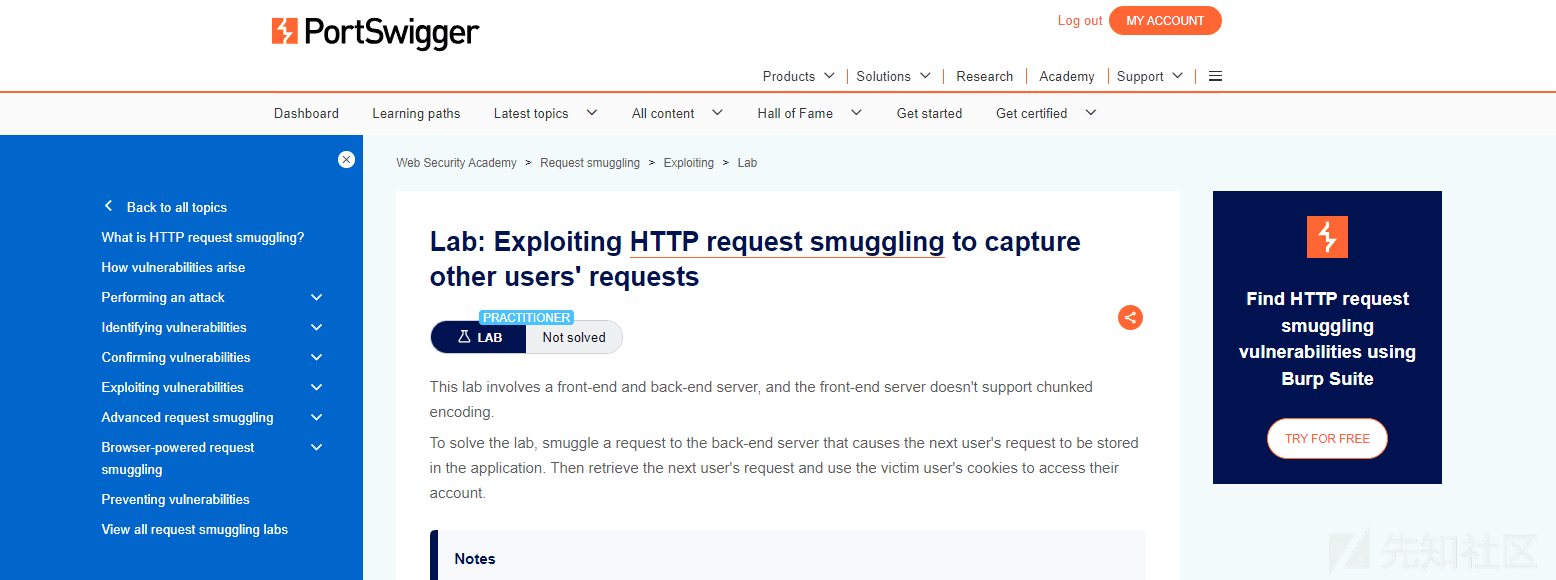 PortSwigger
Log out
MY ACCOUNT
Products
Solutions
Research
Academy
Support
Dashboard
Learning paths
Latest topics
All content
Hall of Fame
Get started
Get certified
Back to all topics
What is HTTP request smuggling?
How vulnerabilities arise
Performing an attack
Identifying vulnerabilities
Confirming vulnerabilities
Exploiting vulnerabilities
Advanced request smuggling
Browser-powered request
smuggling
Preventing vulnerabilities
View all request smuggling labs
Web Security Academy > Request smuggling > Exploiting > Lab
Lab: Exploiting HTTP request smuggling to capture
other users' requests
PRACTITIONER
LAB
Not solved
This lab involves a front-end and back-end server, and the front-end server doesn't support chunked
encoding.
To solve the lab, smuggle a request to the back-end server that causes the next user's request to be stored
in the application. Then retrieve the next user's request and use the victim user's cookies to access their
account.
Notes
Find HTTP request
smuggling
vulnerabilities using
Burp Suite
TRY FOR FREE
先知社区